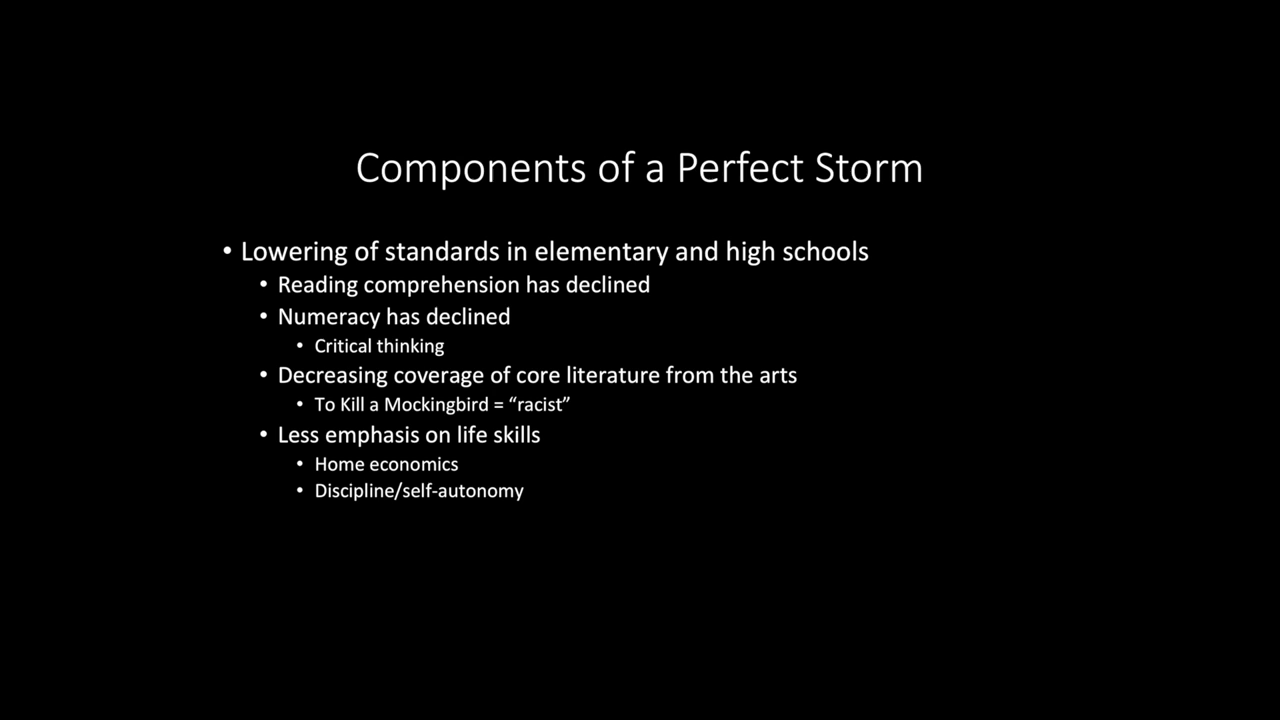 Components of a Perfect Storm
• Lowering of standards in elementary and high schools
• Reading comprehension has declined
• Numeracy has declined
• Critical thinking
• Decreasing coverage of core literature from the arts
• To Kill a Mockingbird = “racist”
• Less emphasis on life skills
• Home economics
• Discipline/self-autonomy